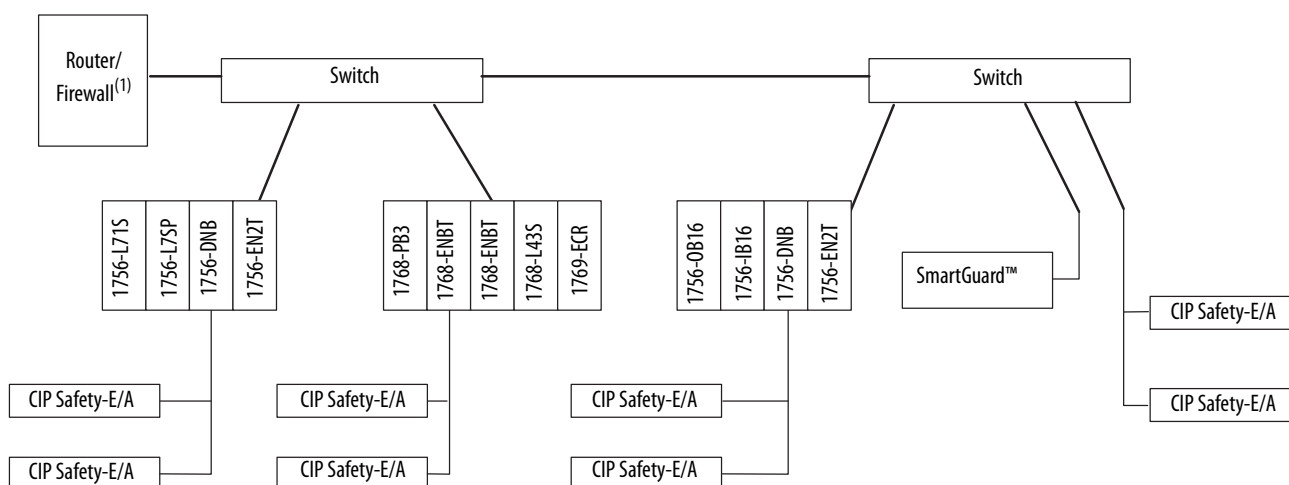 Router/
Firewall(1)
Switch
Switch
1756-L71S
1756-L7SP
1756-DNB
1756-EN2T
1768-PB3
1768-ENBT
1768-ENBT
1768-L43S
1769-ECR
1756-OB16
1756-IB16
1756-DNB
1756-EN2T
SmartGuard™
CIP Safety-E/A
CIP Safety-E/A
CIP Safety-E/A
CIP Safety-E/A
CIP Safety-E/A
CIP Safety-E/A
CIP Safety-E/A
CIP Safety-E/A